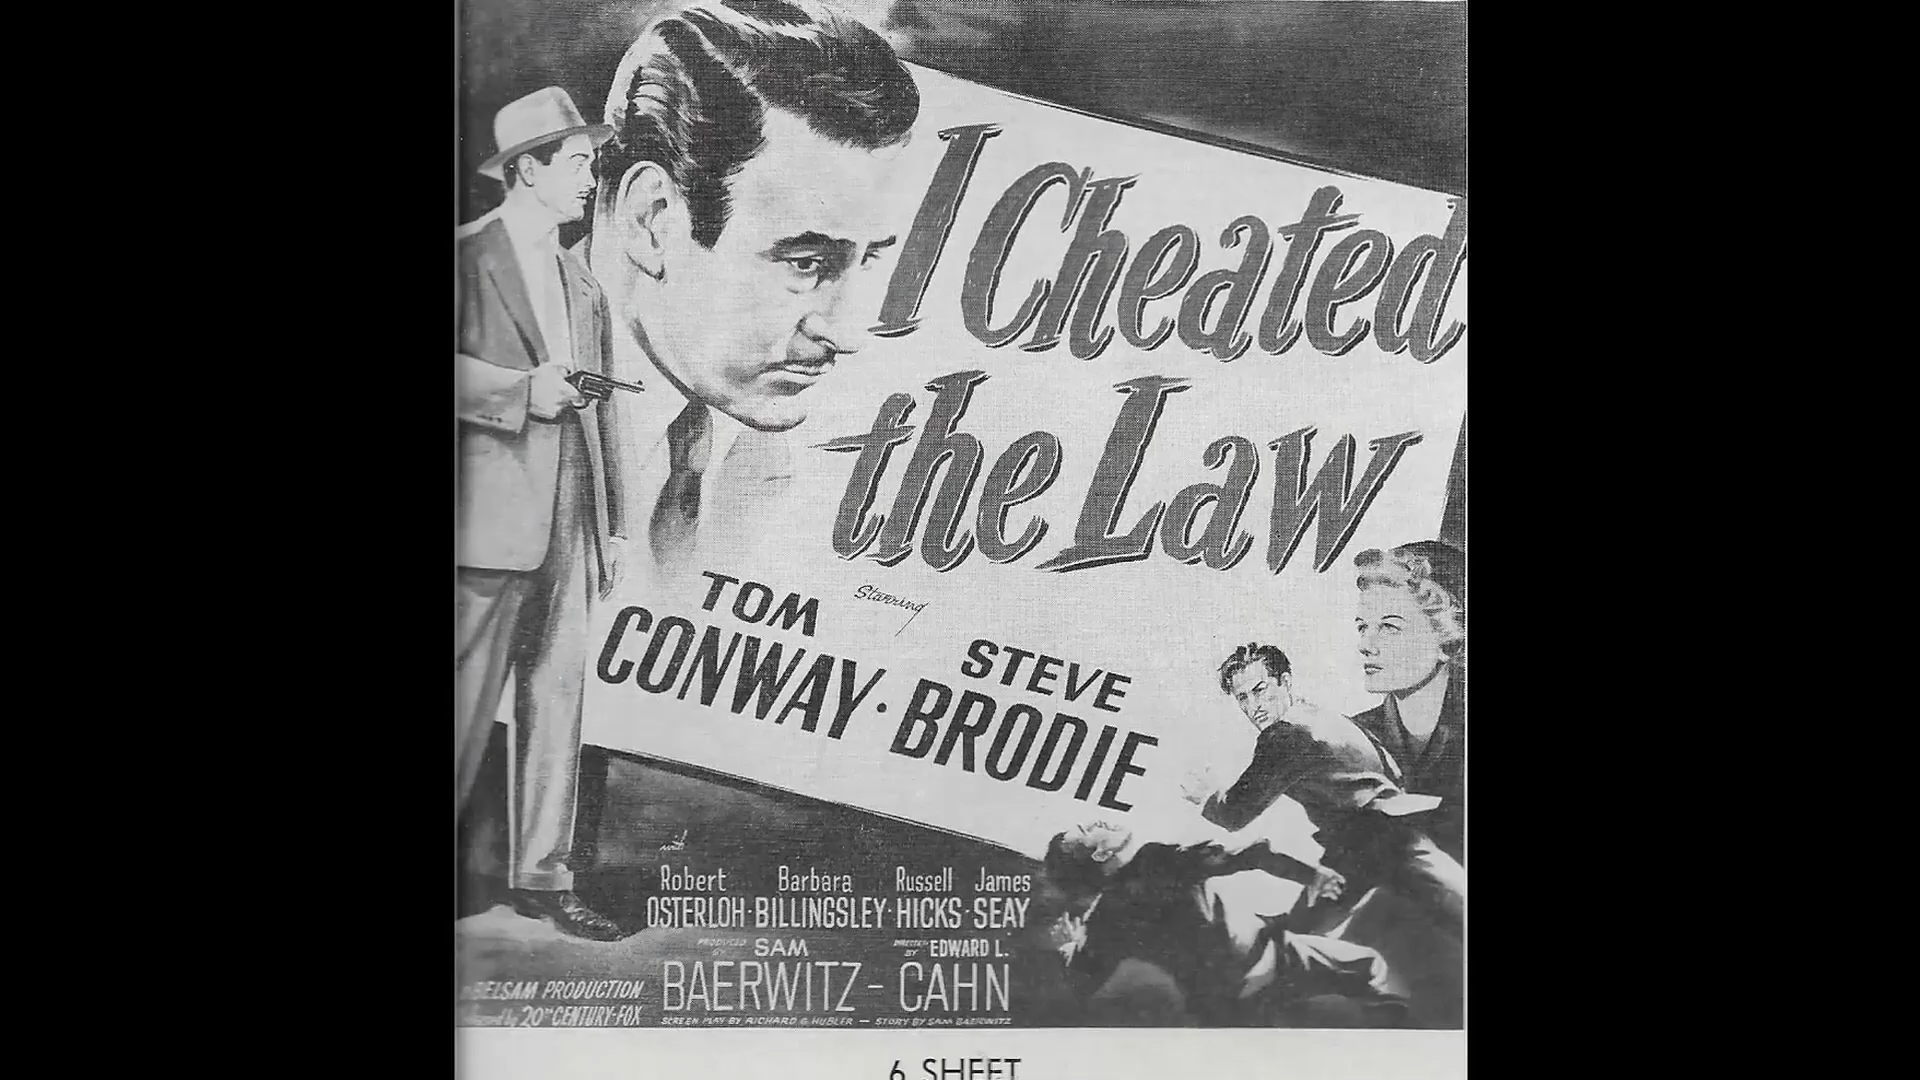 I Cheated
the Law
Starring
TOM
CONWAY · STEVE
BRODIE
with
Robert Barbara Russell James
OSTERLOH · BILLINGSLEY · HICKS · SEAY
PRODUCED BY SAM
BAERWITZ – DIRECTED BY EDWARD L.
CAHN
BELSAM PRODUCTION
by 20TH CENTURY-FOX
SCREEN PLAY BY RICHARD G. HUBLER — STORY BY SAM BAERWITZ
6 SHEET